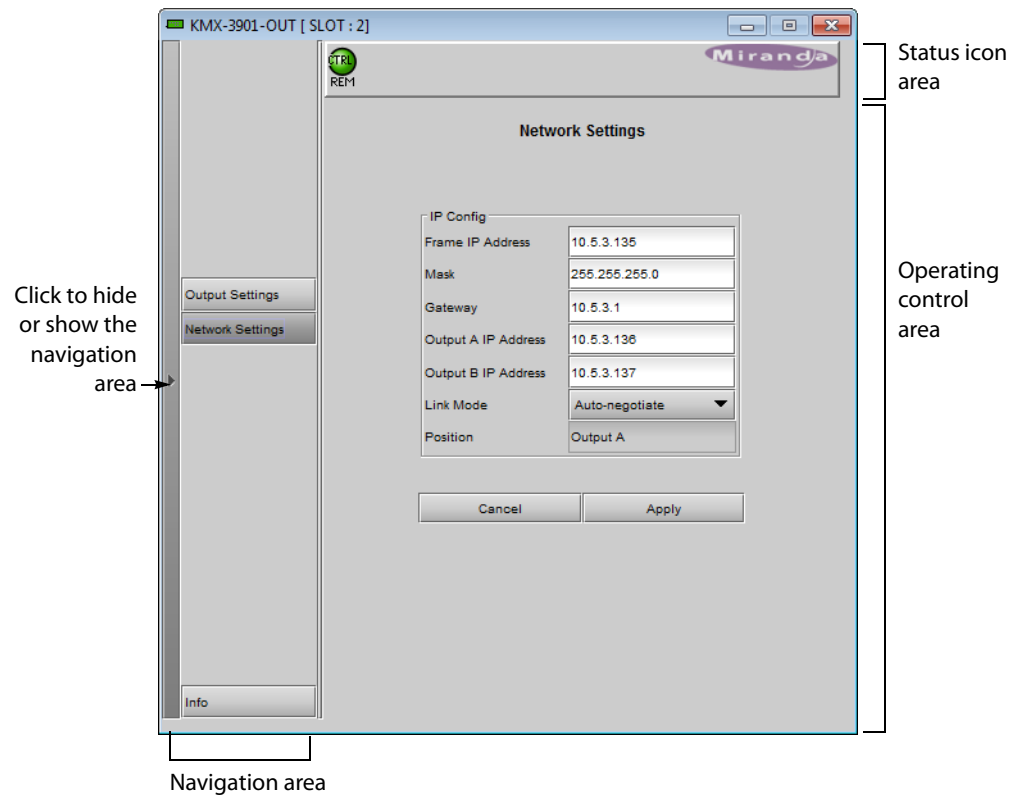 KMX-3901-OUT [ SLOT : 2]
CTRL
REM
Miranda
Status icon
area
Network Settings
IP Config
Frame IP Address 10.5.3.135
Mask 255.255.255.0
Gateway 10.5.3.1
Output A IP Address 10.5.3.136
Output B IP Address 10.5.3.137
Link Mode Auto-negotiate
Position Output A
Cancel Apply
Output Settings
Network Settings
Info
Click to hide
or show the
navigation
area
Operating
control
area
Navigation area